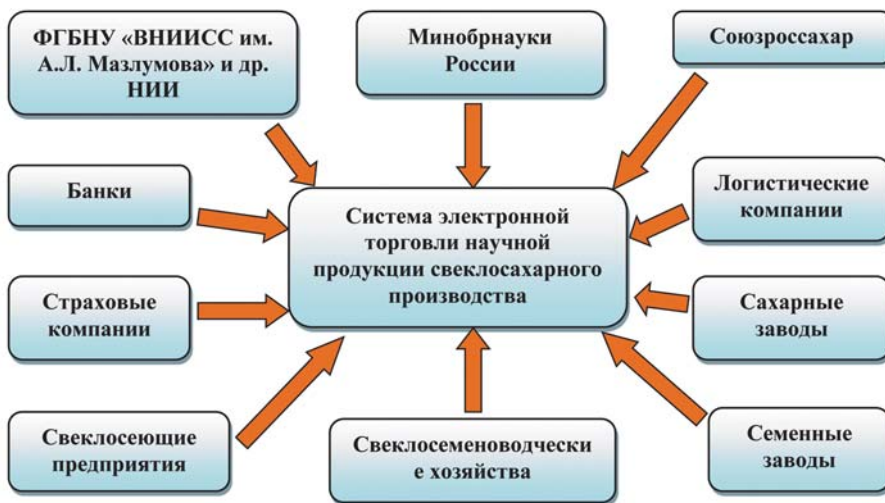 ФГБНУ «ВНИИСС им.
А.Л. Мазлумова» и др.
НИИ
Минобрнауки
России
Союзроссахар
Банки
Система электронной
торговли научной
продукции свеклосахарного
производства
Логистические
компании
Страховые
компании
Сахарные
заводы
Свеклосеющие
предприятия
Свеклосеменоводчески
е хозяйства
Семенные
заводы